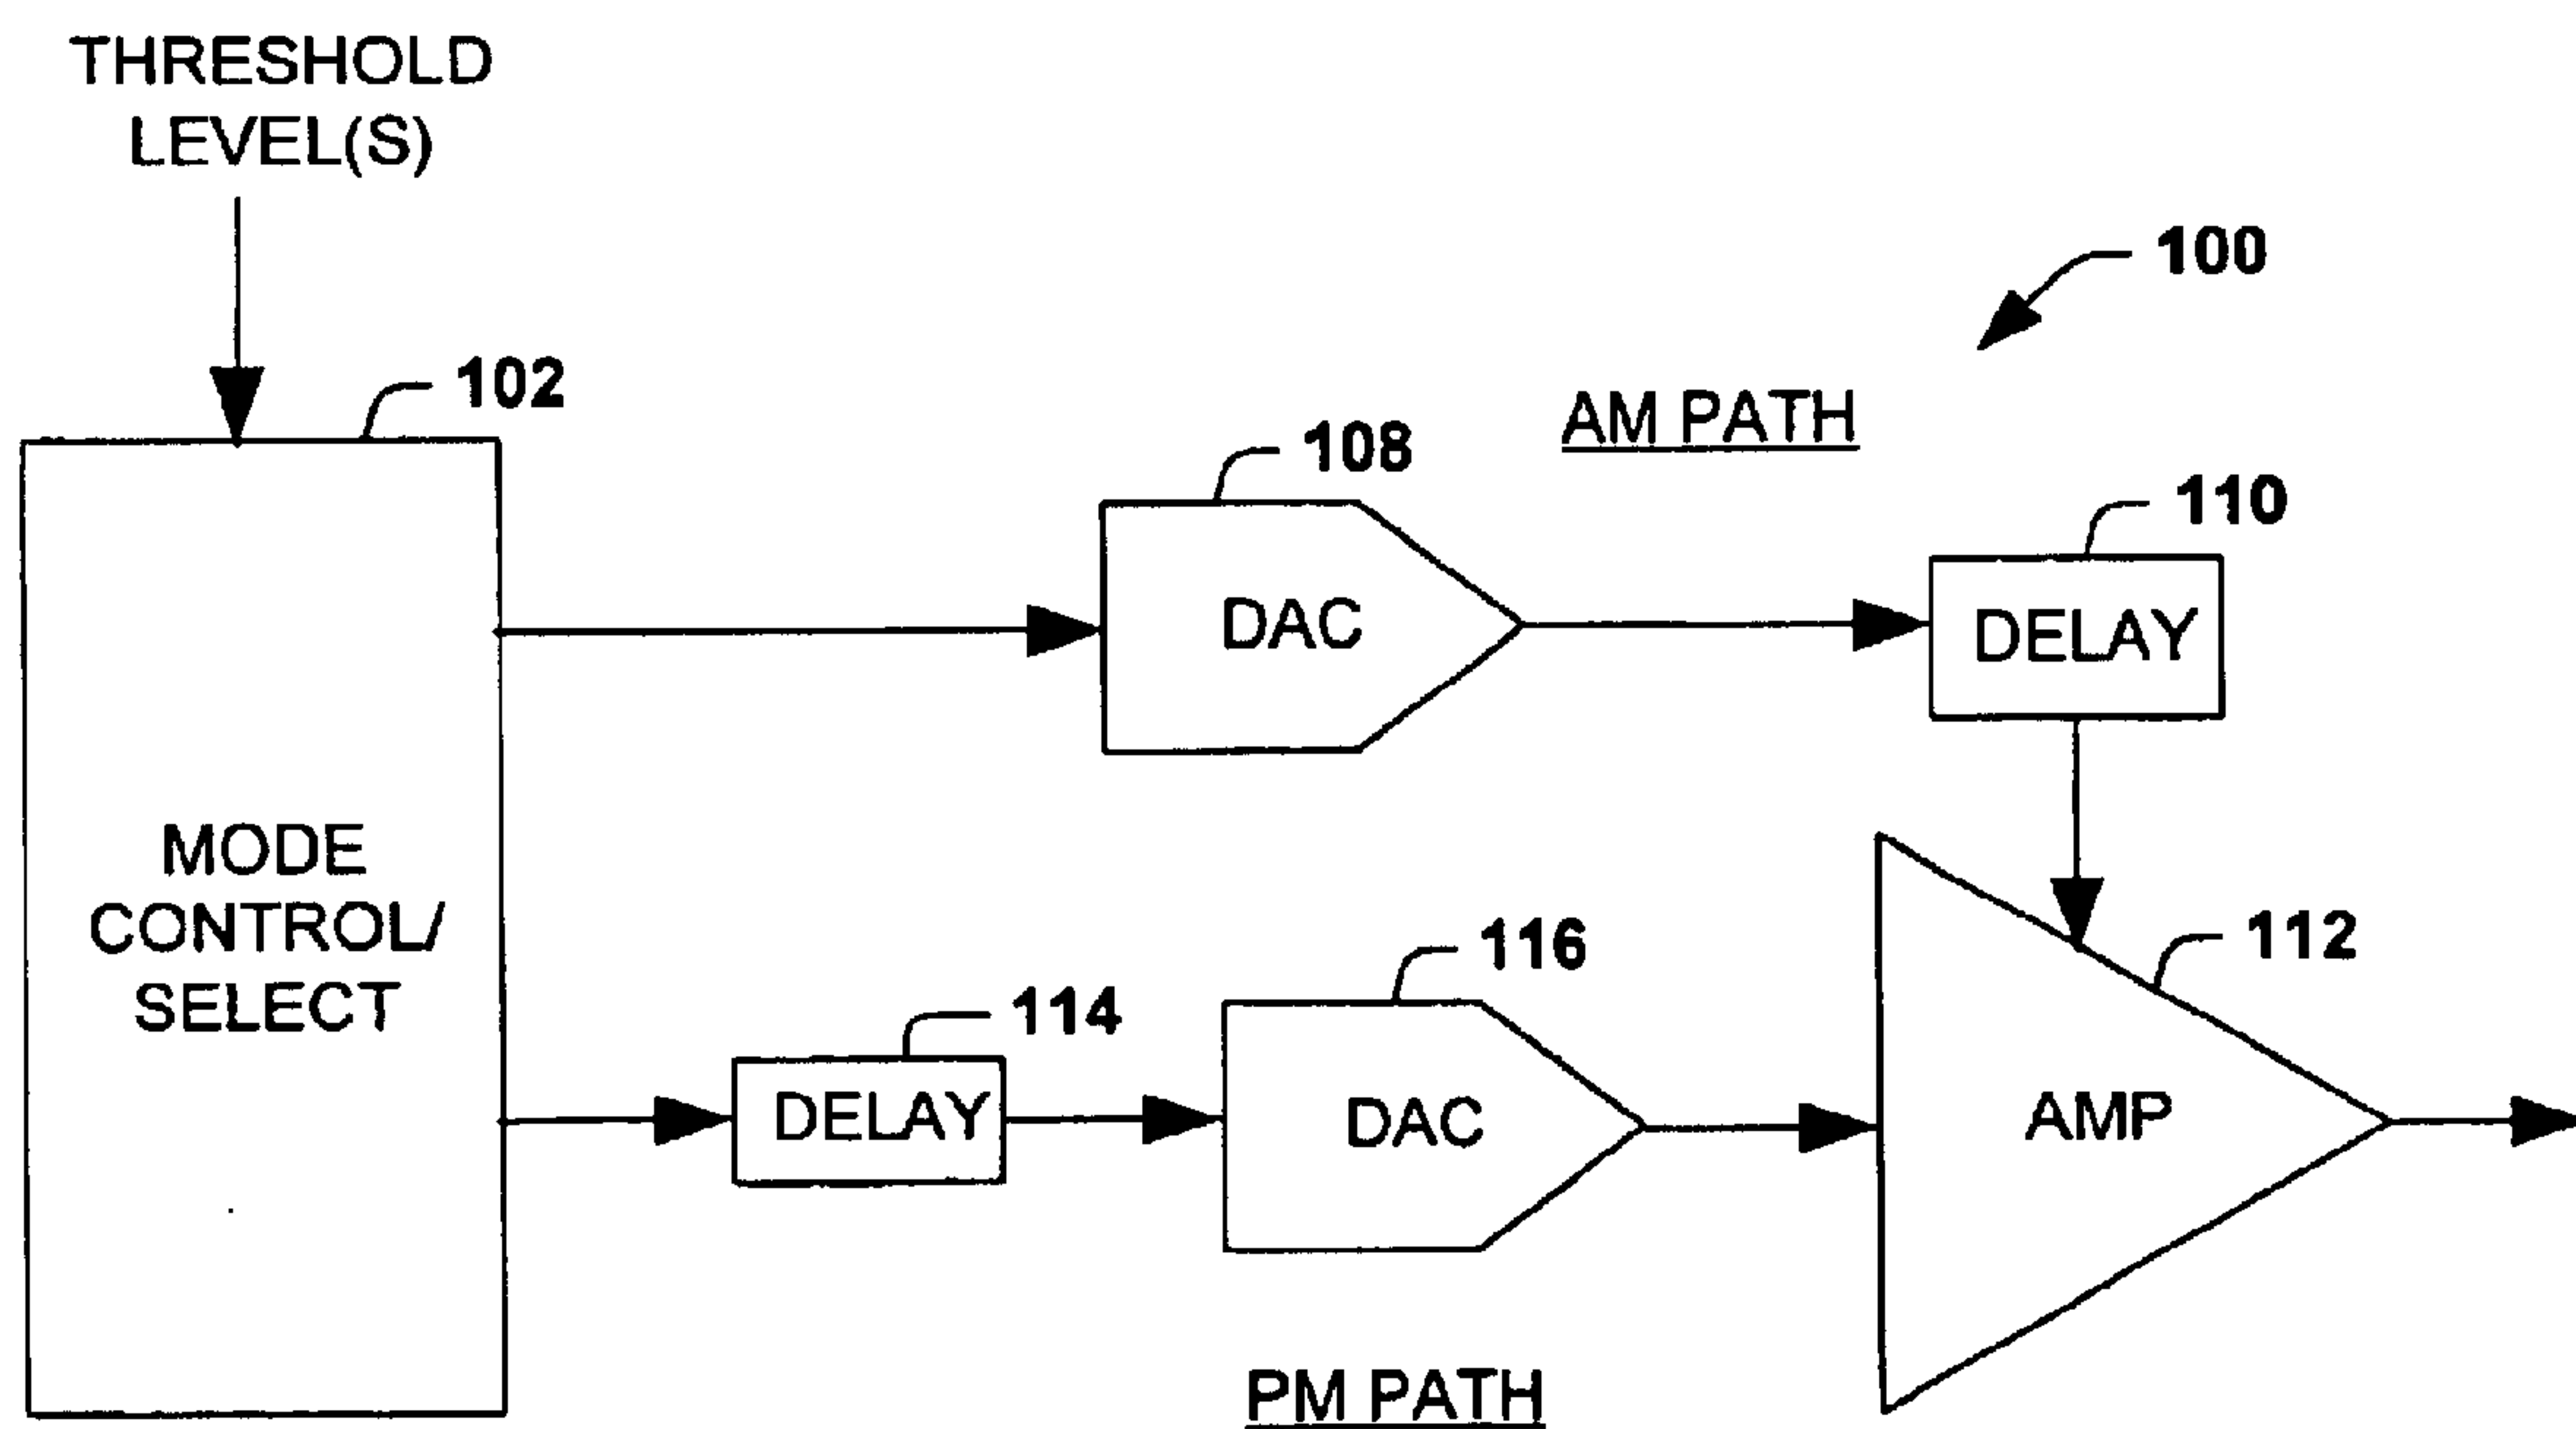 THRESHOLD
LEVEL(S)
100
102
AM PATH
108
110
DAC
DELAY
MODE
CONTROL/
SELECT
116
112
114
DELAY
DAC
AMP
PM PATH